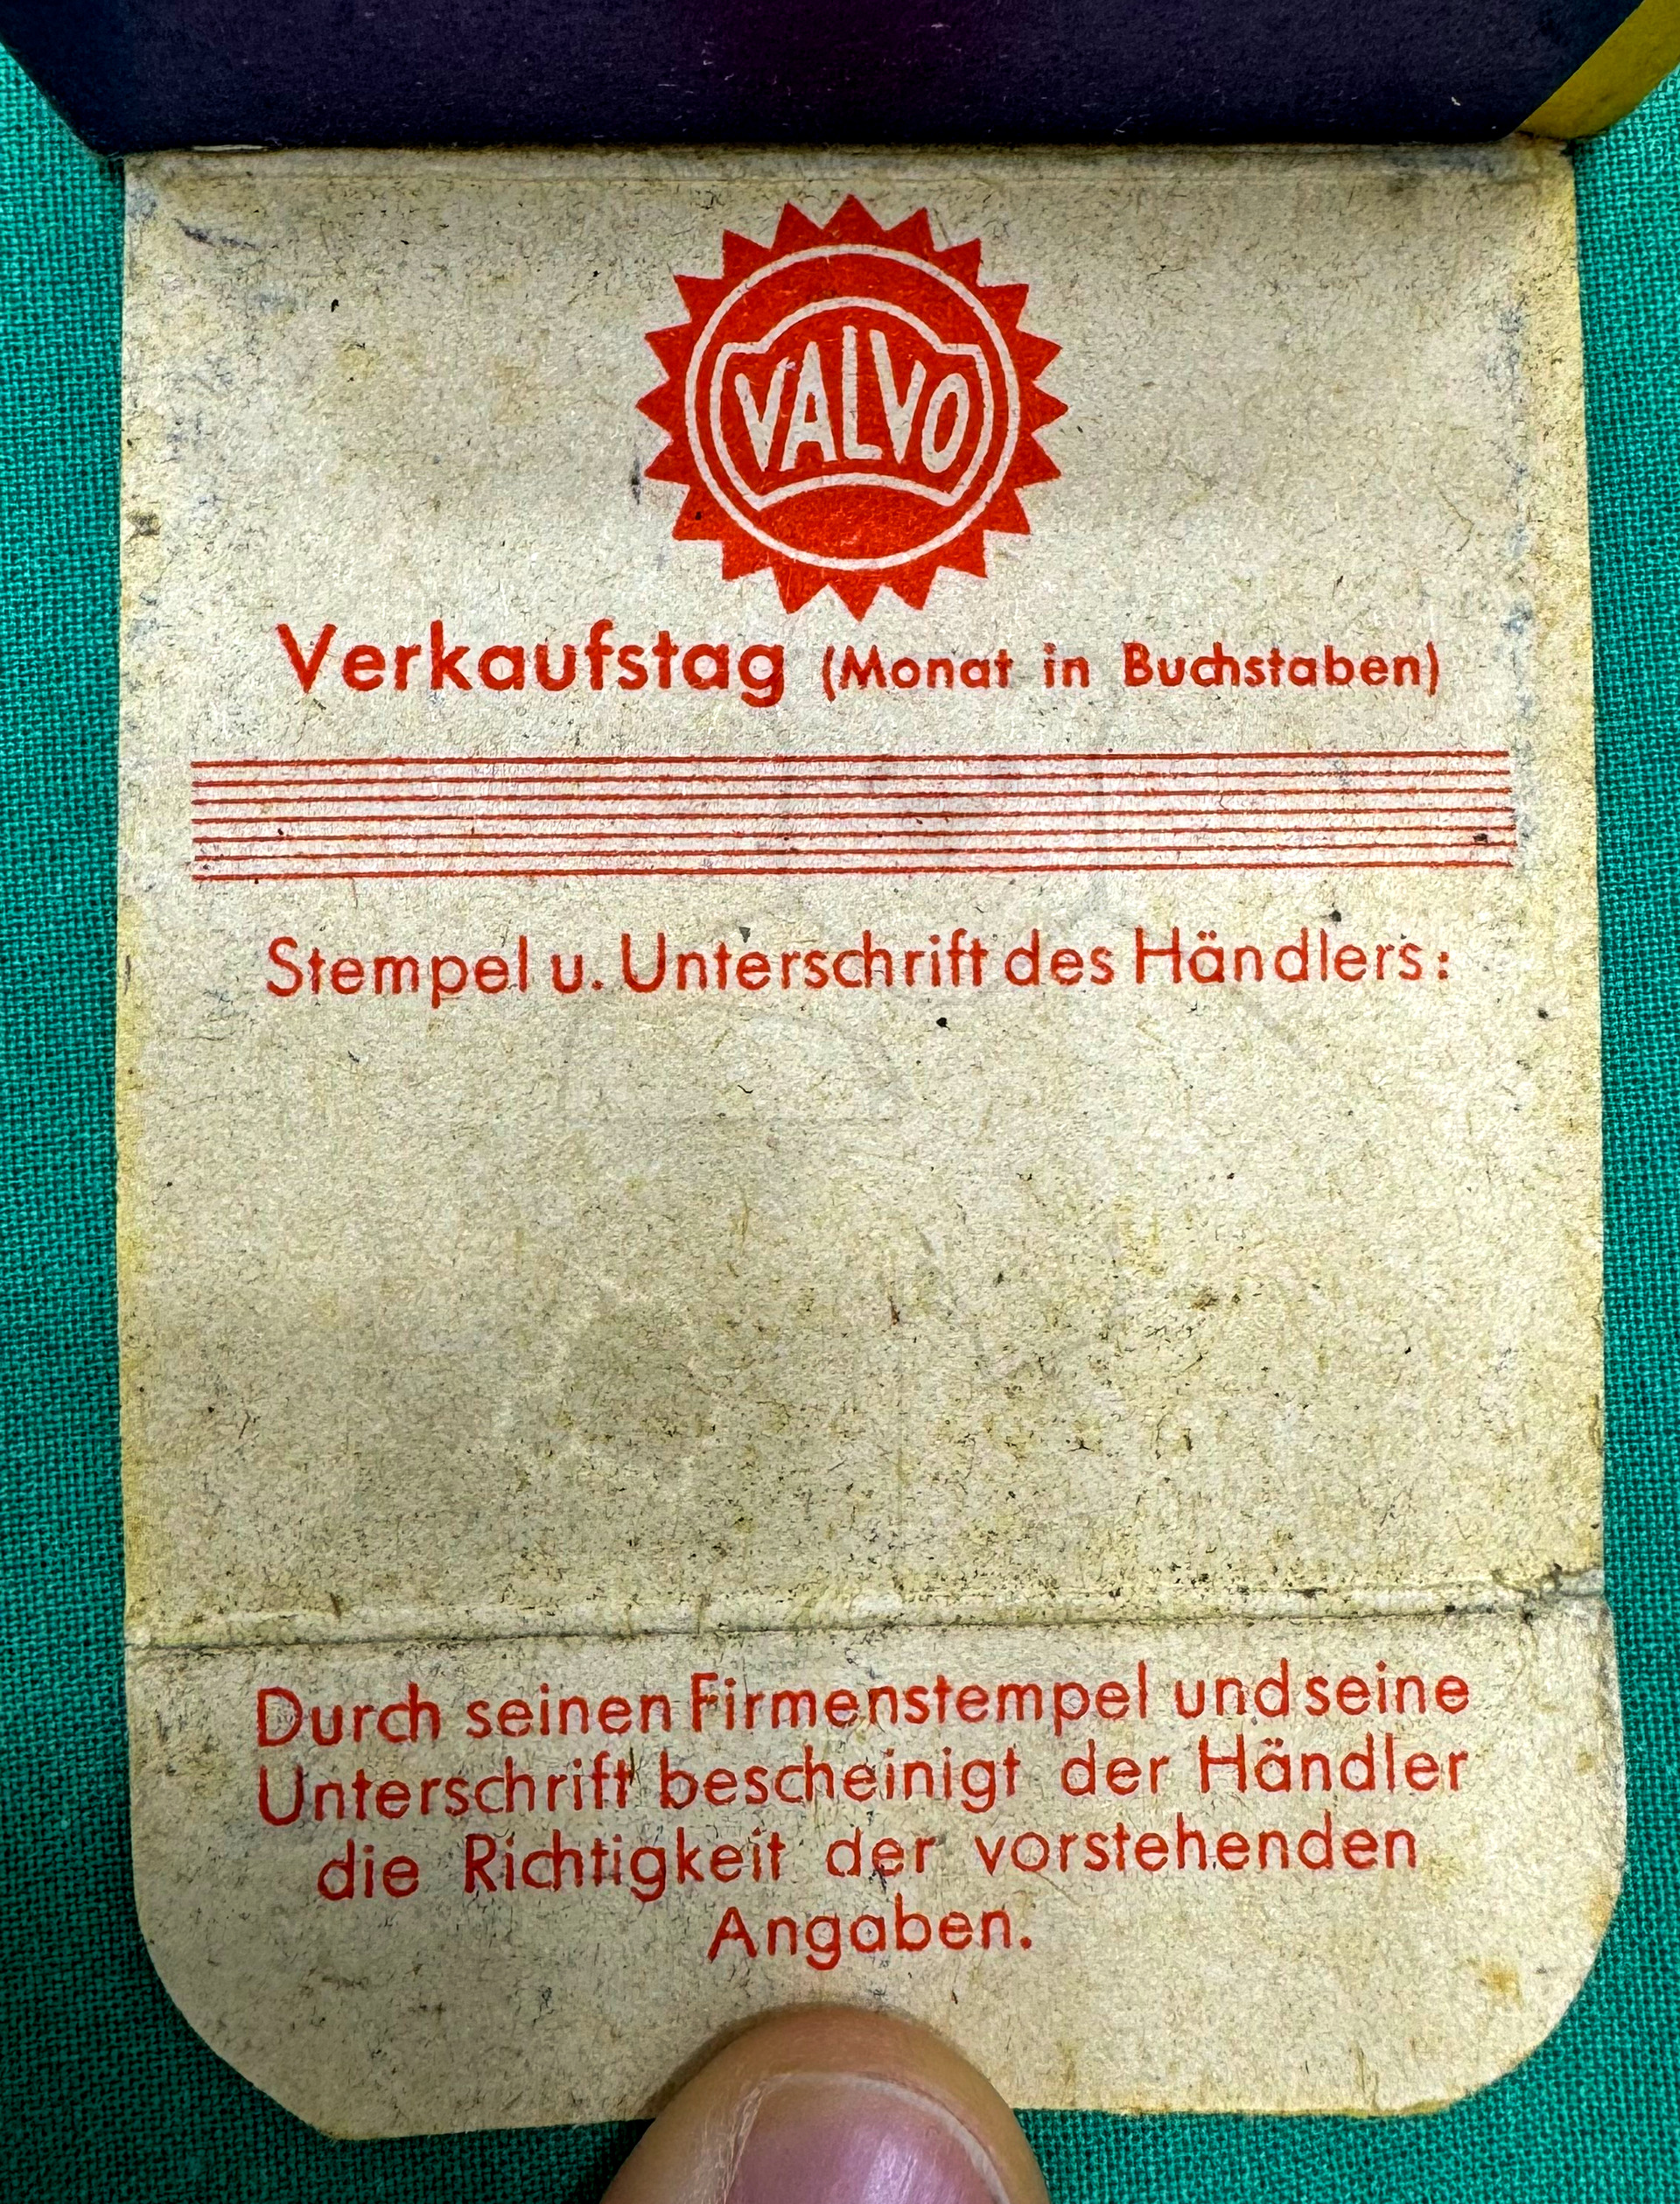 VALVO
Verkaufstag (Monat in Buchstaben)
Stempel u. Unterschrift des Händlers:
Durch seinen Firmenstempel und seine
Unterschrift bescheinigt der Händler
die Richtigkeit der vorstehenden
Angaben.